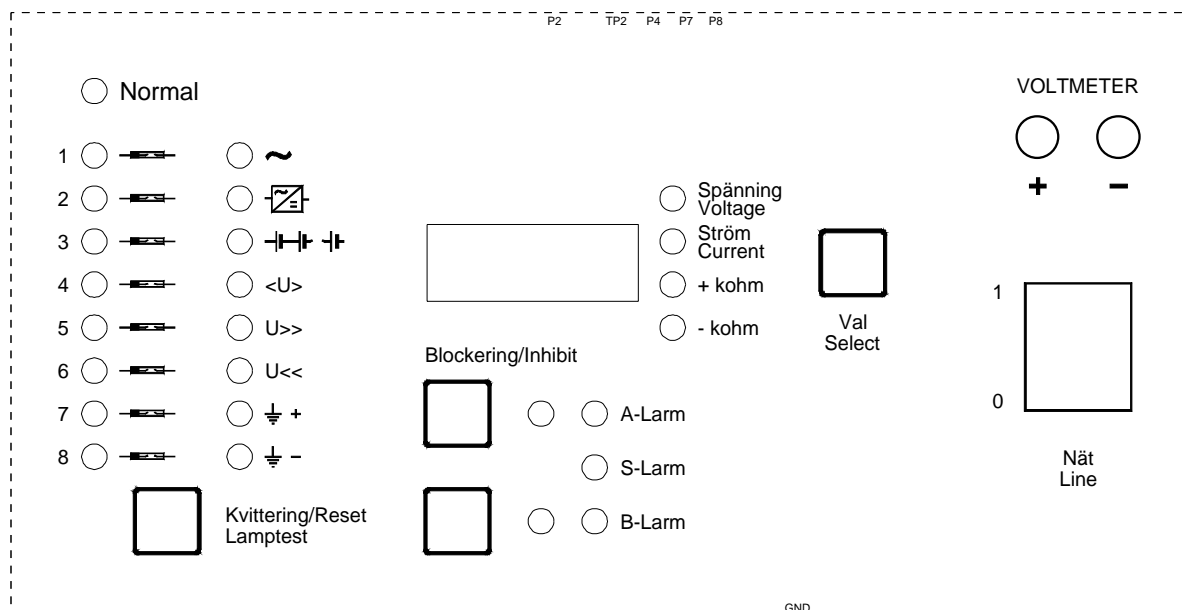 P2 TP2 P4 P7 P8
Normal
VOLTMETER
+ −
1
2
3
4 <U>
5 U>>
6 U<<
7 +
8 −
Spänning
Voltage
Ström
Current
+ kohm
- kohm
Val
Select
1
0
Nät
Line
Blockering/Inhibit
A-Larm
S-Larm
B-Larm
Kvittering/Reset
Lamptest
GND